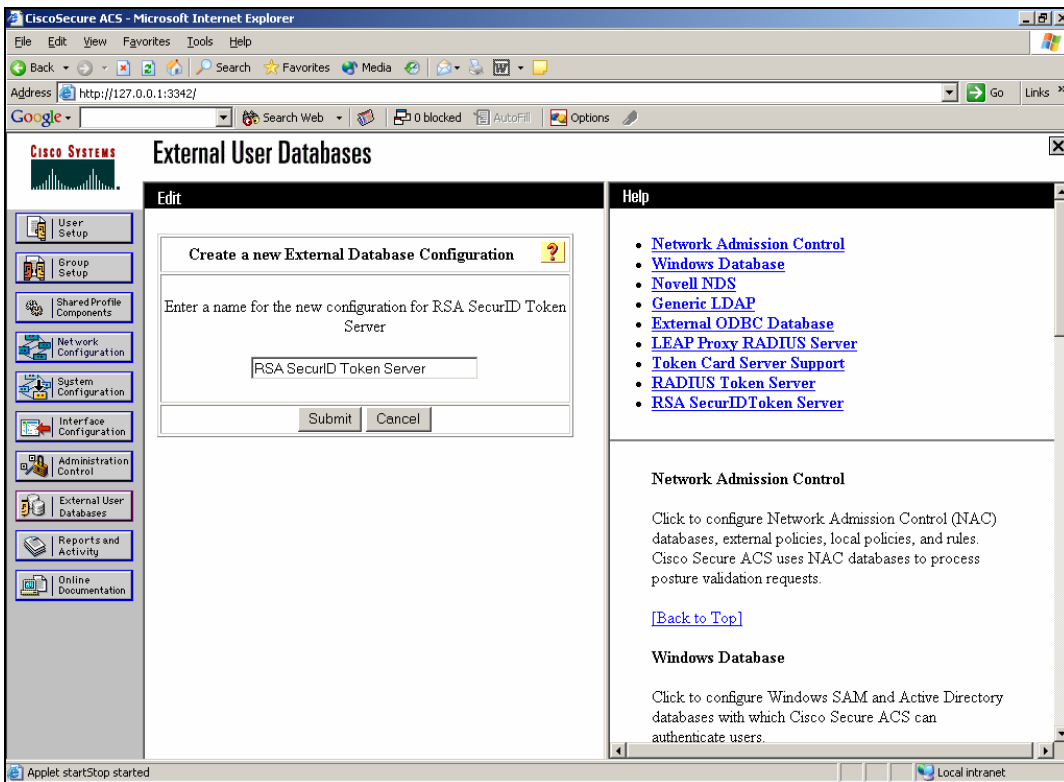 CiscoSecure ACS - Microsoft Internet Explorer
File Edit View Favorites Tools Help
Back Search Favorites Media
Address http://127.0.0.1:3342/ Go Links »
Google Search Web 0 blocked AutoFill Options
CISCO SYSTEMS
External User Databases
User
Setup
Group
Setup
Shared Profile
Components
Network
Configuration
System
Configuration
Interface
Configuration
Administration
Control
External User
Databases
Reports and
Activity
Online
Documentation
Edit
Create a new External Database Configuration ?
Enter a name for the new configuration for RSA SecurID Token
Server
RSA SecurID Token Server
Submit Cancel
Help
• Network Admission Control
• Windows Database
• Novell NDS
• Generic LDAP
• External ODBC Database
• LEAP Proxy RADIUS Server
• Token Card Server Support
• RADIUS Token Server
• RSA SecurIDToken Server
Network Admission Control
Click to configure Network Admission Control (NAC)
databases, external policies, local policies, and rules.
Cisco Secure ACS uses NAC databases to process
posture validation requests.
[Back to Top]
Windows Database
Click to configure Windows SAM and Active Directory
databases with which Cisco Secure ACS can
authenticate users.
Applet startStop started
Local intranet